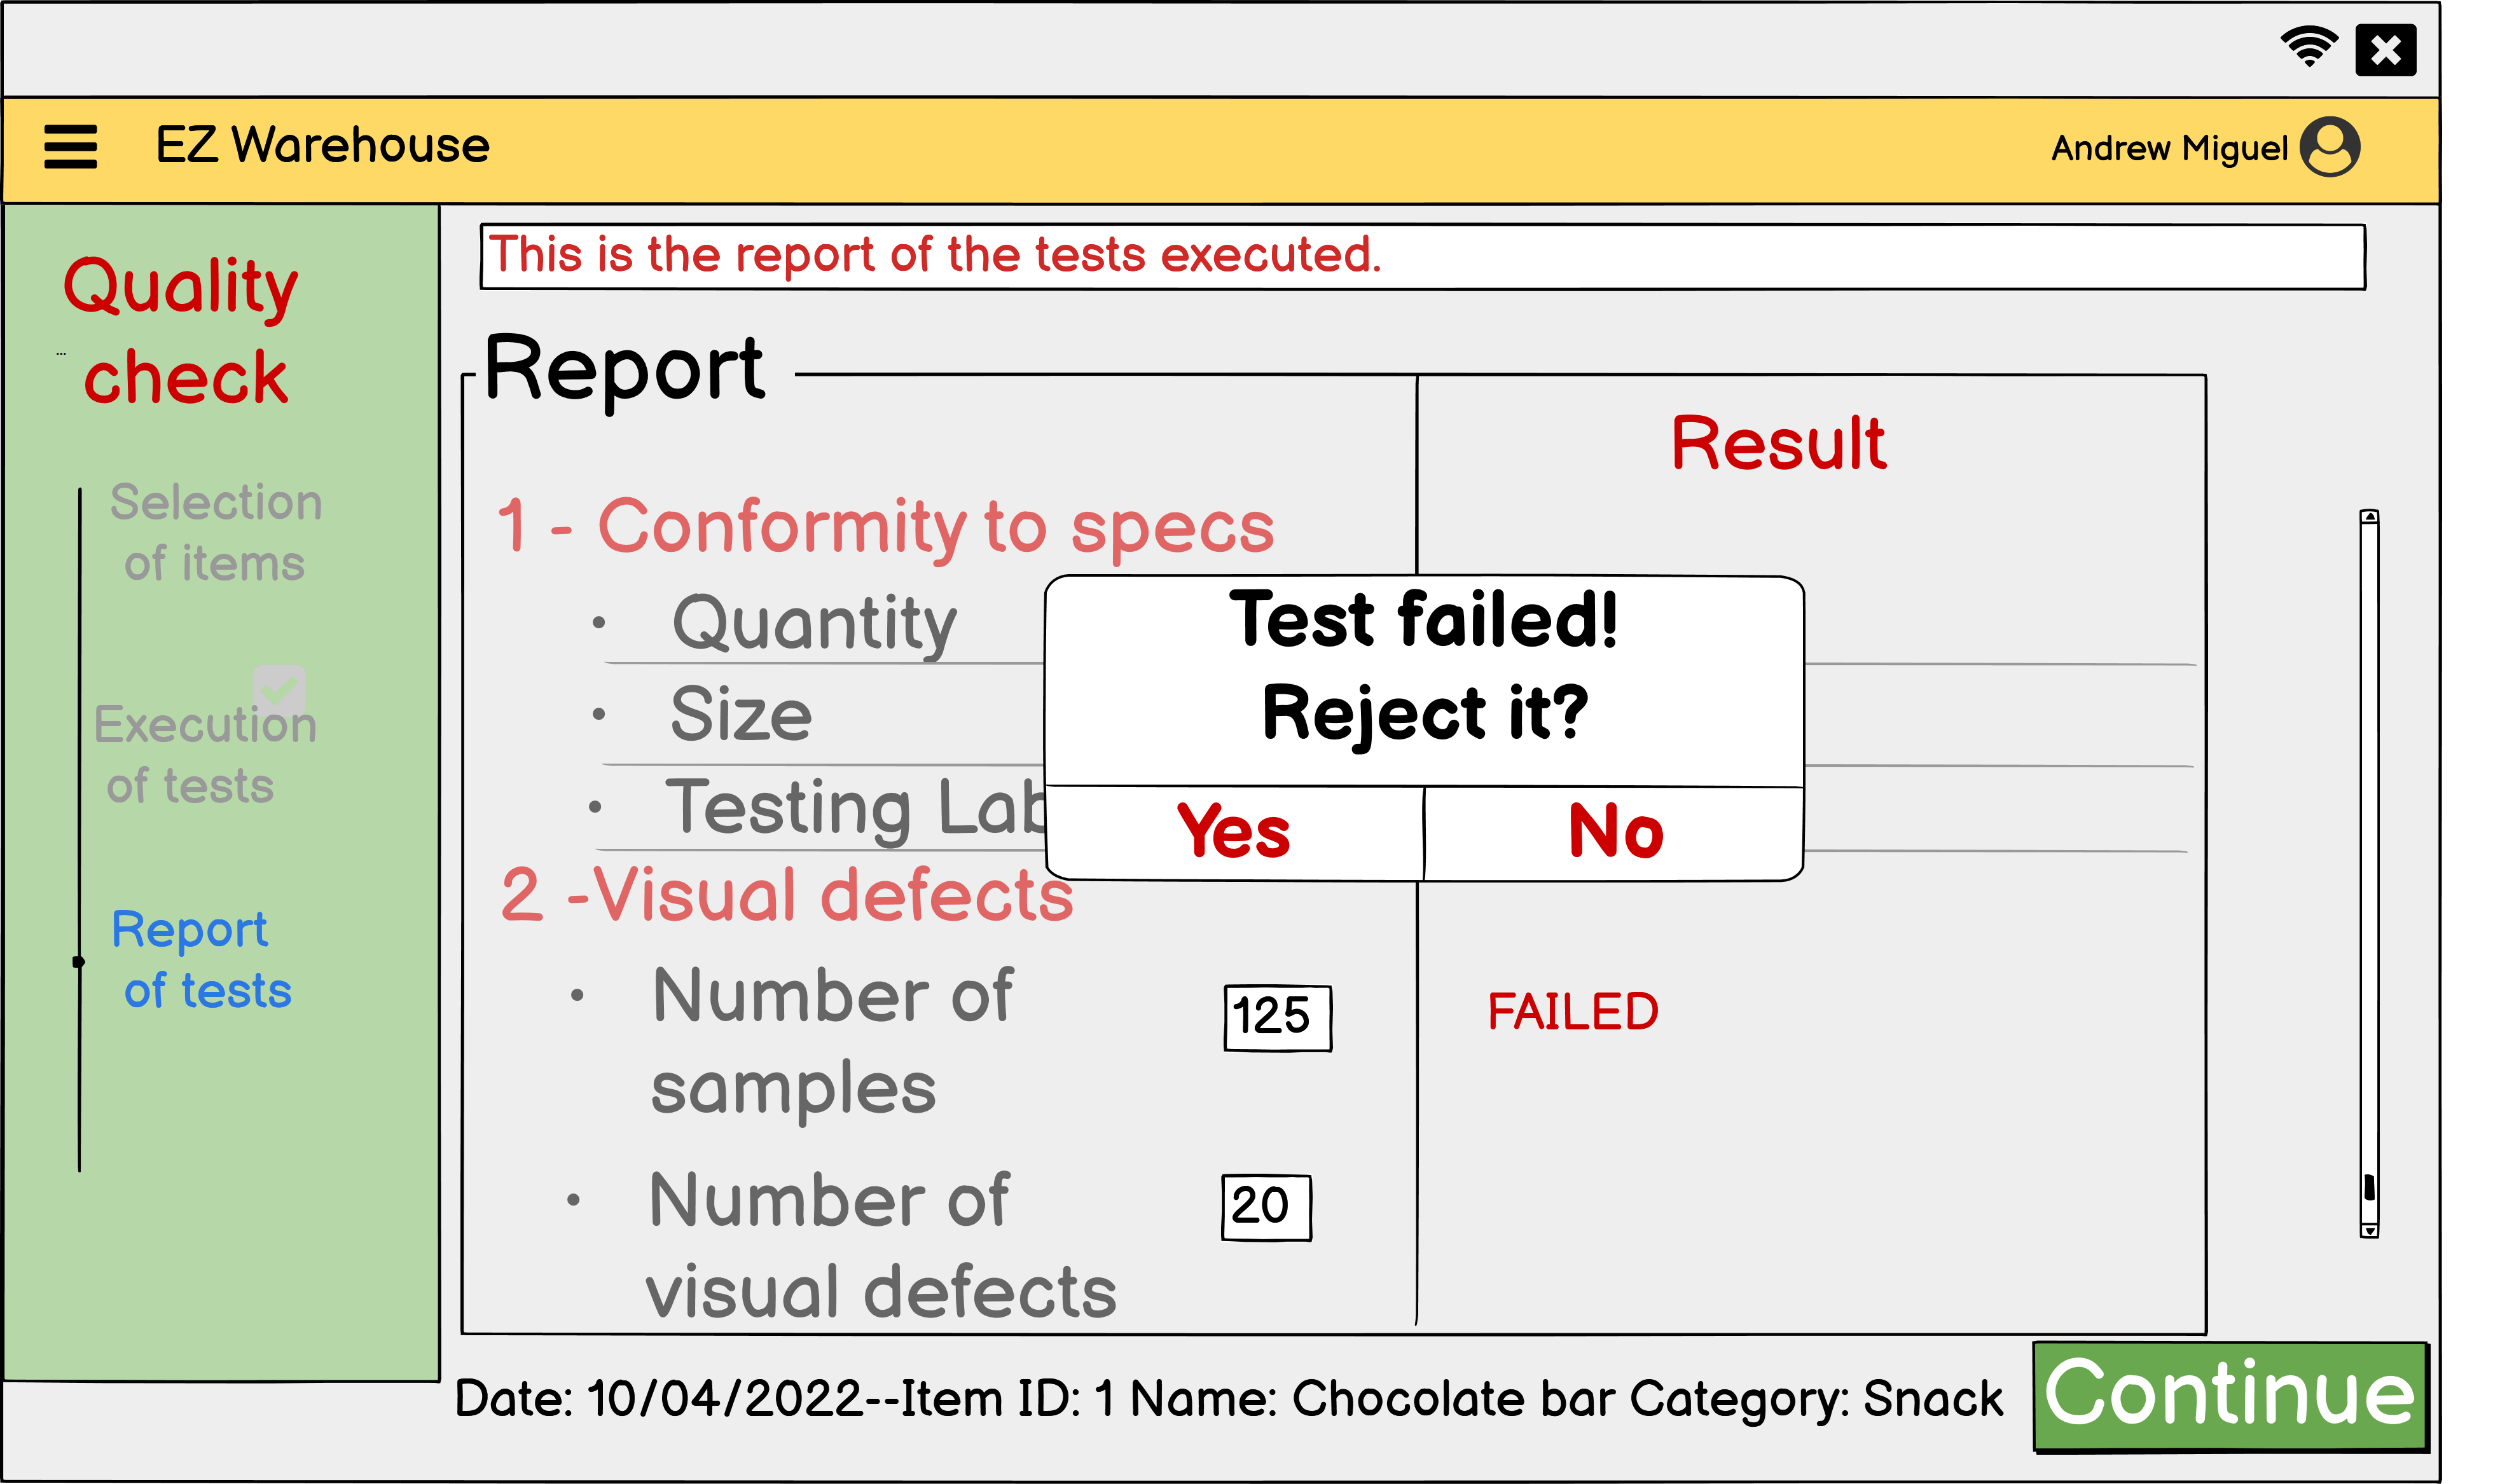 EZ Warehouse
Andrew Miguel
Quality
...
check
Selection
of items
Execution
of tests
Report
of tests
This is the report of the tests executed.
Report
Result
1 - Conformity to specs
• Quantity
• Size
• Testing Lab
2 -Visual defects
• Number of
samples
125
FAILED
• Number of
visual defects
20
Test failed!
Reject it?
Yes
No
Date: 10/04/2022--Item ID: 1 Name: Chocolate bar Category: Snack
Continue